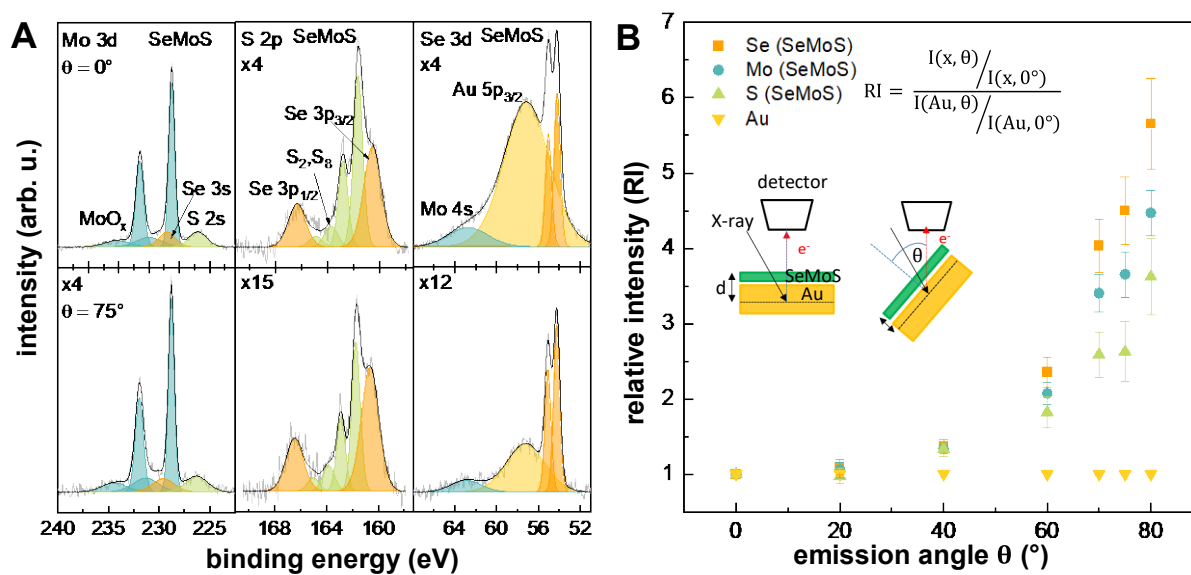 A
Mo 3d
SeMoS
θ = 0°
MoOₓ
Se 3s
S 2s
S 2p
SeMoS
x4
Se 3p₃/₂
S₂,S₈
Se 3p₁/₂
Se 3d
SeMoS
x4
Au 5p₃/₂
Mo 4s
x4
θ = 75°
x15
x12
intensity (arb. u.)
240 235 229 225
168 164 160
64 60 56 52
binding energy (eV)
B
Se (SeMoS)
Mo (SeMoS)
S (SeMoS)
Au
RI = I(x, θ)/I(x, 0°)
I(Au, θ)/I(Au, 0°)
detector
X-ray
e⁻
SeMoS
d
Au
e⁻
θ
7
6
5
4
3
2
1
relative intensity (RI)
0 20 40 60 80
emission angle θ (°)